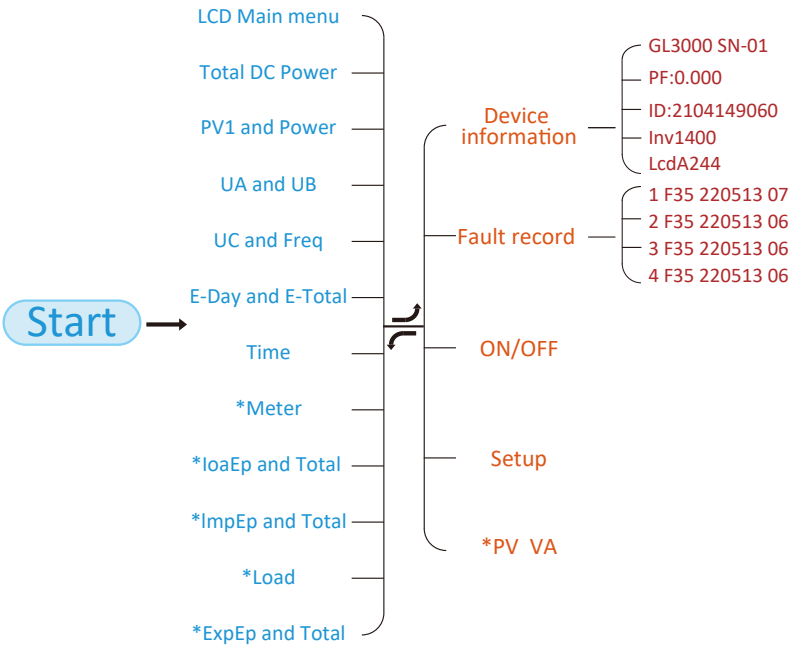 Start
LCD Main menu
Total DC Power
PV1 and Power
UA and UB
UC and Freq
E-Day and E-Total
Time
*Meter
*IoaEp and Total
*ImpEp and Total
*Load
*ExpEp and Total
Device
information
Fault record
ON/OFF
Setup
*PV VA
GL3000 SN-01
PF:0.000
ID:2104149060
Inv1400
LcdA244
1 F35 220513 07
2 F35 220513 06
3 F35 220513 06
4 F35 220513 06